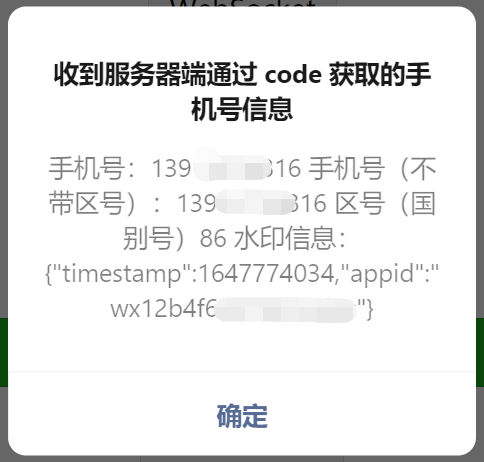 WebSocket
收到服务器端通过 code 获取的手
机号信息
手机号：139 816 手机号（不
带区号）：139 816 区号（国
别号）86 水印信息：
{"timestamp":1647774034,"appid":"
wx12b4f6 "}
确定